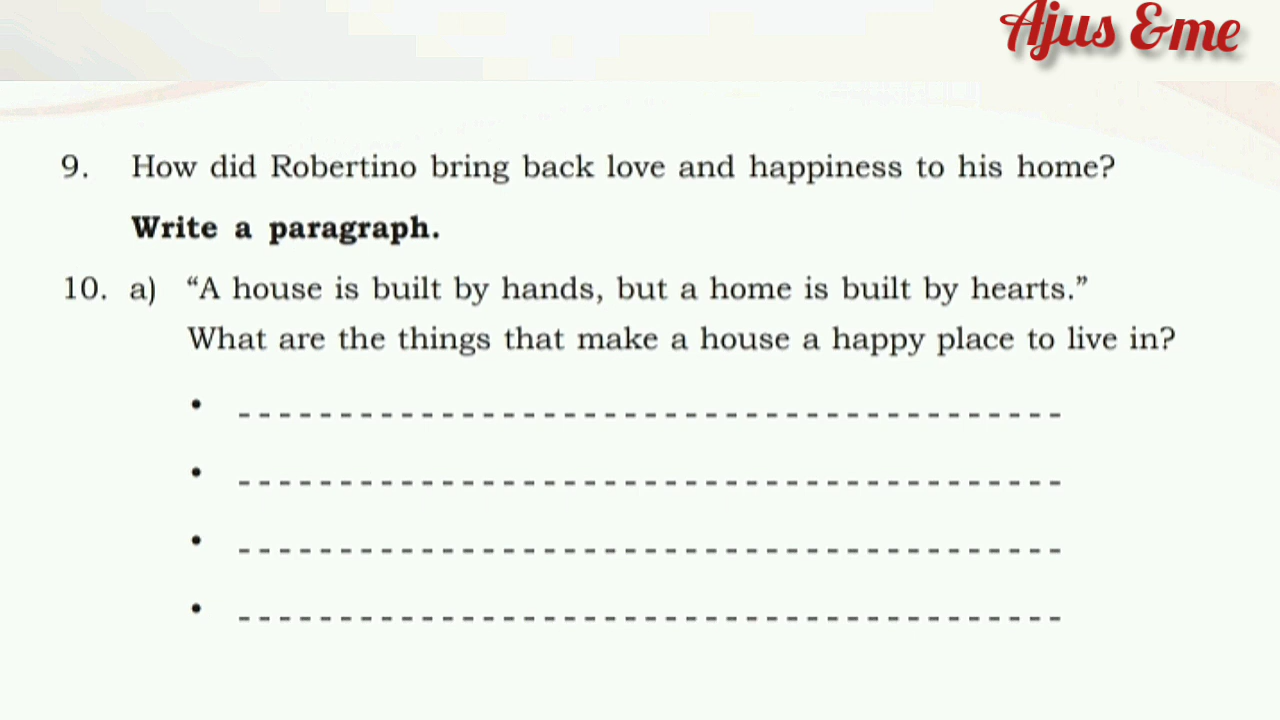 Ajus &me
9. How did Robertino bring back love and happiness to his home?
Write a paragraph.
10. a) “A house is built by hands, but a home is built by hearts.”
What are the things that make a house a happy place to live in?